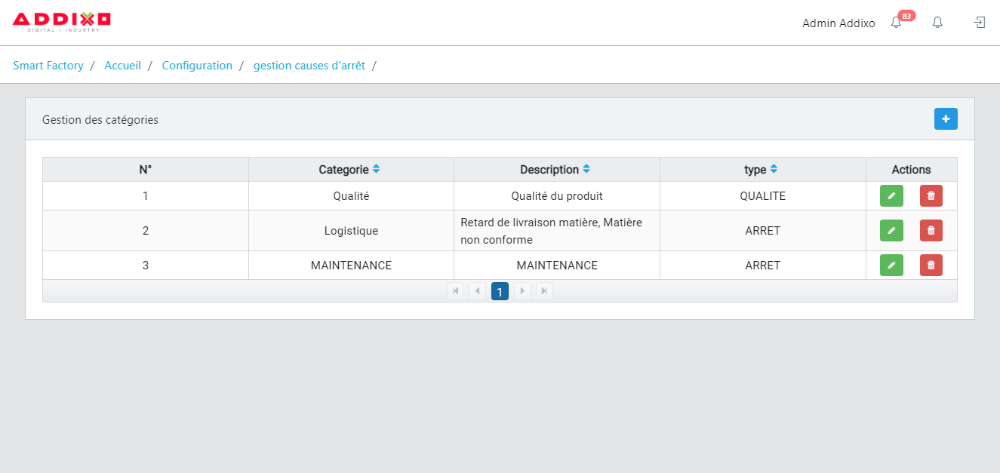 ADDIXO
DIGITAL - INDUSTRY
Admin Addixo
83
Smart Factory / Accueil / Configuration / gestion causes d'arrêt /
Gestion des catégories
N° Categorie Description type Actions
1 Qualité Qualité du produit QUALITE
2 Logistique Retard de livraison matière, Matière non conforme ARRET
3 MAINTENANCE MAINTENANCE ARRET
1